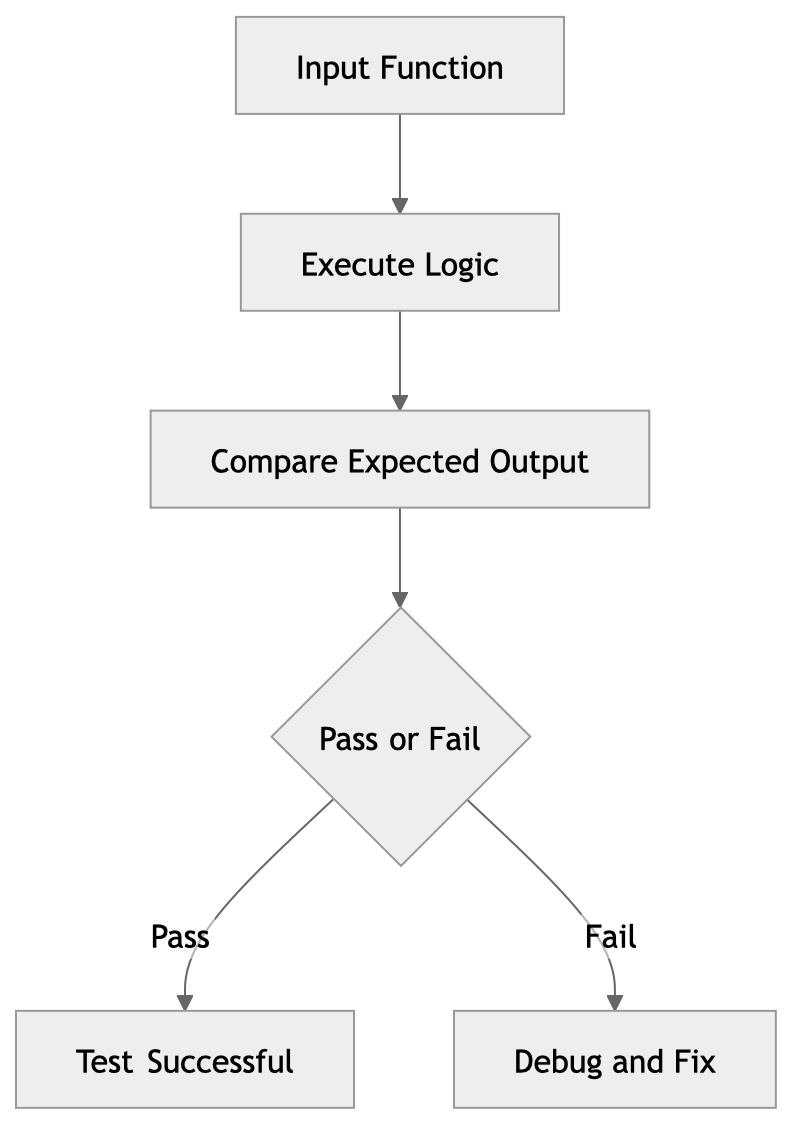 Input Function
Execute Logic
Compare Expected Output
Pass or Fail
Pass
Fail
Test Successful
Debug and Fix